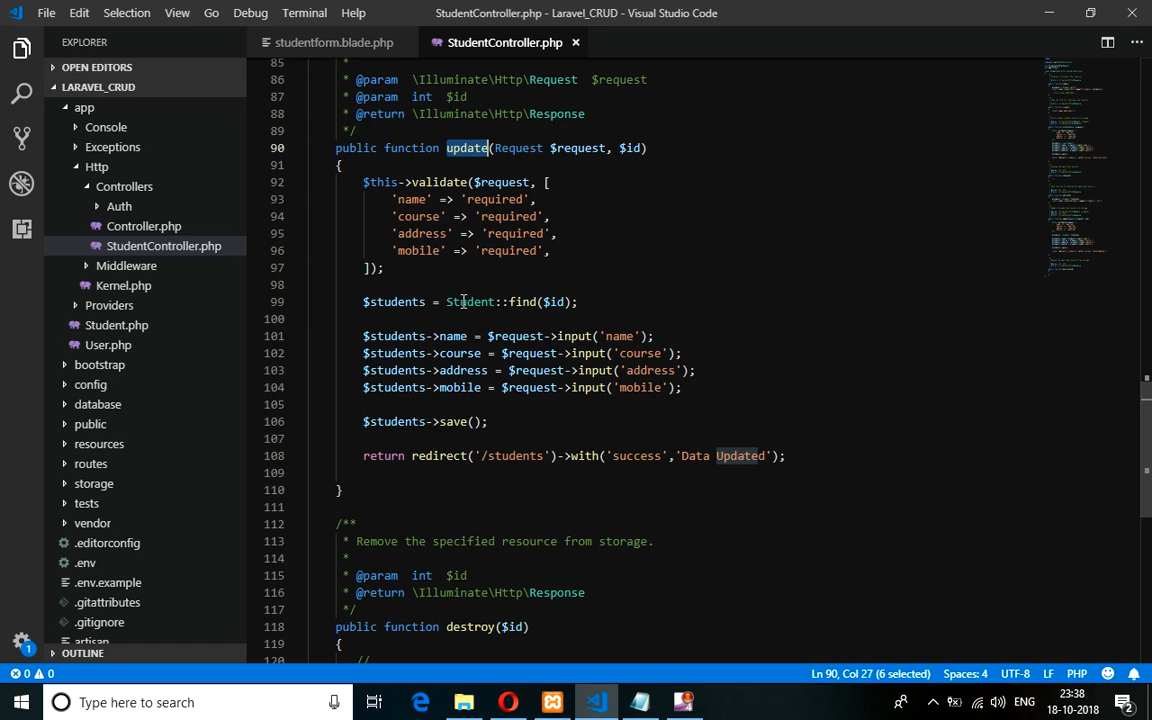 File Edit Selection View Go Debug Terminal Help
StudentController.php - Laravel_CRUD - Visual Studio Code
EXPLORER
OPEN EDITORS
LARAVEL_CRUD
app
Console
Exceptions
Http
Controllers
Auth
Controller.php
StudentController.php
Middleware
Kernel.php
Providers
Student.php
User.php
bootstrap
config
database
public
resources
routes
storage
tests
vendor
.editorconfig
.env
.env.example
.gitattributes
.gitignore
artisan
OUTLINE
studentform.blade.php
StudentController.php
85 *
86 * @param \Illuminate\Http\Request $request
87 * @param int $id
88 * @return \Illuminate\Http\Response
89 */
90 public function update(Request $request, $id)
91 {
92 $this->validate($request, [
93 'name' => 'required',
94 'course' => 'required',
95 'address' => 'required',
96 'mobile' => 'required',
97 ]);
98
99 $students = Student::find($id);
100
101 $students->name = $request->input('name');
102 $students->course = $request->input('course');
103 $students->address = $request->input('address');
104 $students->mobile = $request->input('mobile');
105
106 $students->save();
107
108 return redirect('/students')->with('success','Data Updated');
109
110 }
111
112 /**
113 * Remove the specified resource from storage.
114 *
115 * @param int $id
116 * @return \Illuminate\Http\Response
117 */
118 public function destroy($id)
119 {
120 //
0 0
Ln 90, Col 27 (6 selected) Spaces: 4 UTF-8 LF PHP
1
Type here to search
ENG
23:38
18-10-2018
2